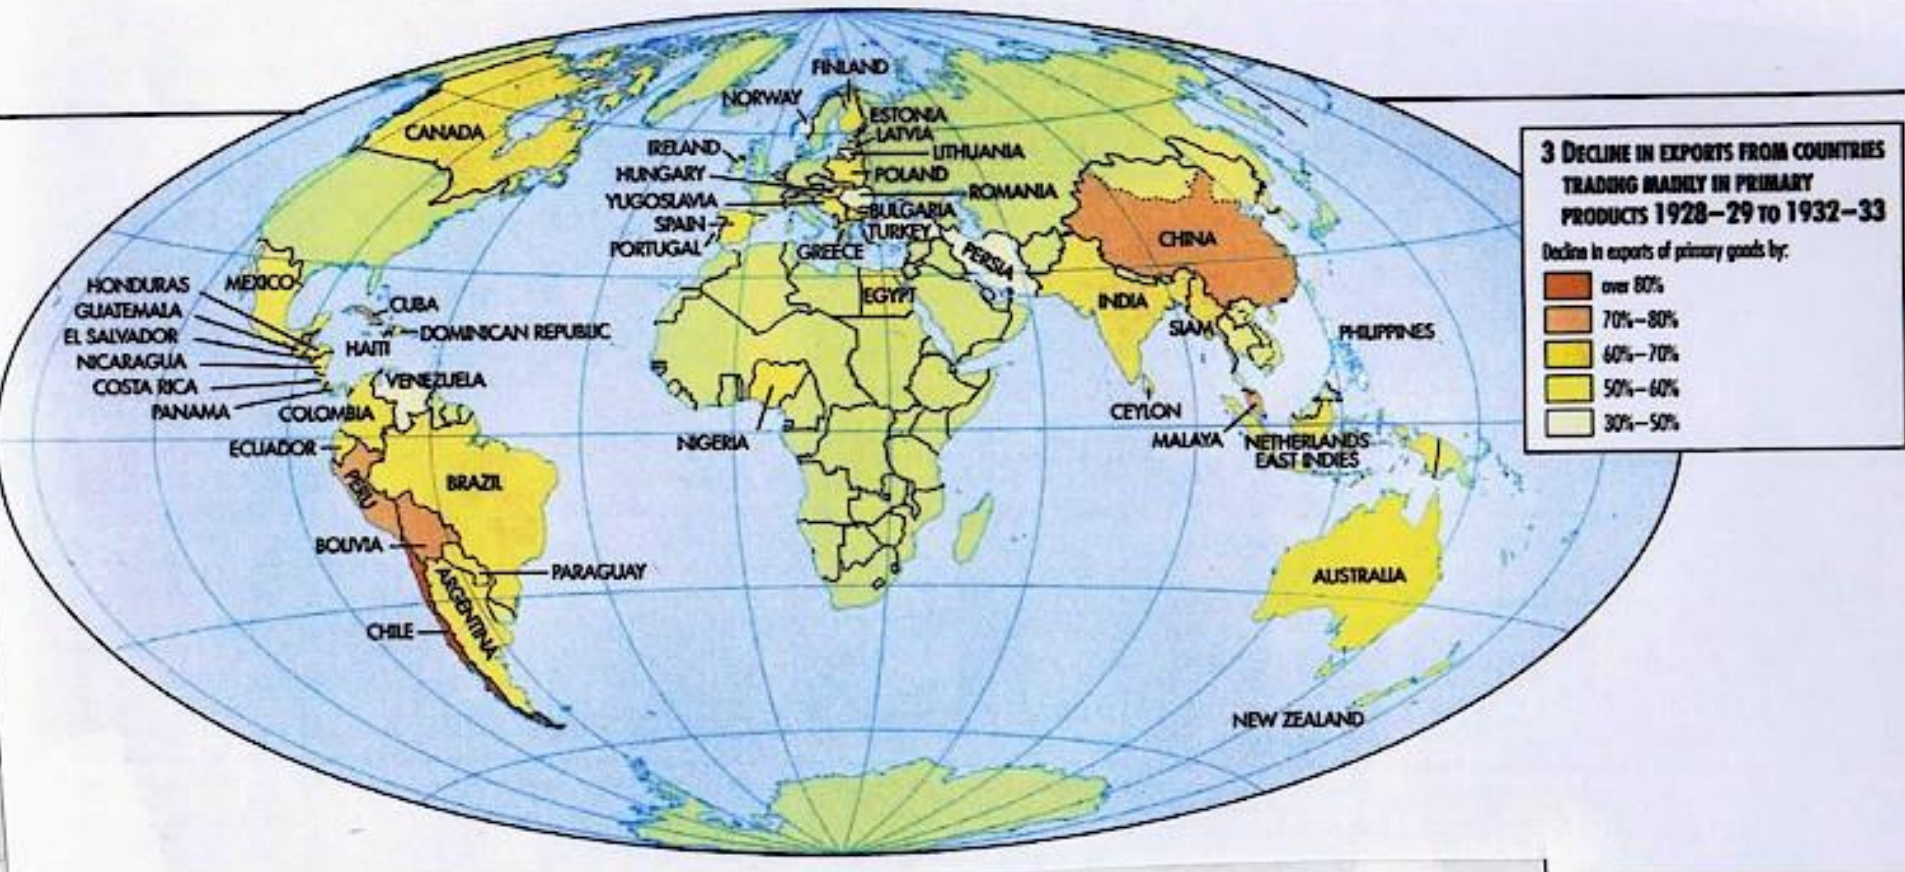 FINLAND
NORWAY
ESTONIA
LATVIA
LITHUANIA
IRELAND
HUNGARY
POLAND
YUGOSLAVIA
ROMANIA
SPAIN
BULGARIA
PORTUGAL
TURKEY
GREECE
CANADA
PERSIA
CHINA
EGYPT
INDIA
SIAM
PHILIPPINES
HONDURAS
MEXICO
GUATEMALA
CUBA
EL SALVADOR
DOMINICAN REPUBLIC
HAITI
NICARAGUA
COSTA RICA
VENEZUELA
PANAMA
COLOMBIA
ECUADOR
NIGERIA
CEYLON
MALAYA
NETHERLANDS
EAST INDIES
PERU
BRAZIL
BOLIVIA
PARAGUAY
ARGENTINA
CHILE
AUSTRALIA
NEW ZEALAND
3 DECLINE IN EXPORTS FROM COUNTRIES
TRADING MAINLY IN PRIMARY
PRODUCTS 1928–29 TO 1932–33
Decline in exports of primary goods by:
over 80%
70%–80%
60%–70%
50%–60%
30%–50%